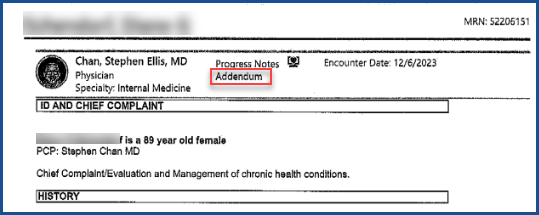 MRN: 52206151
Chan, Stephen Ellis, MD
Progress Notes
Encounter Date: 12/6/2023
Physician
Addendum
Specialty: Internal Medicine
ID AND CHIEF COMPLAINT
f is a 89 year old female
PCP: Stephen Chan MD
Chief Complaint/Evaluation and Management of chronic health conditions.
HISTORY